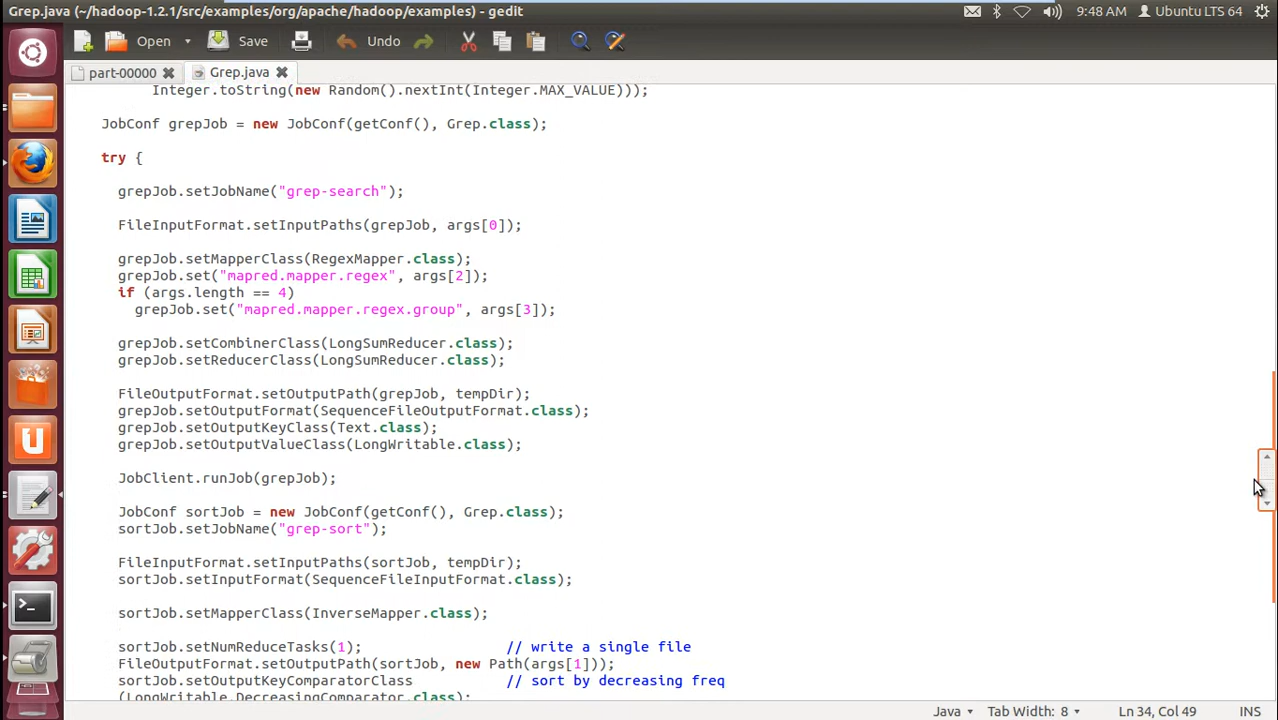 Grep.java (~/hadoop-1.2.1/src/examples/org/apache/hadoop/examples) - gedit
9:48 AM
Ubuntu LTS 64
Open
Save
Undo
part-00000
Grep.java
Integer.toString(new Random().nextInt(Integer.MAX_VALUE)));
JobConf grepJob = new JobConf(getConf(), Grep.class);
try {
grepJob.setJobName("grep-search");
FileInputFormat.setInputPaths(grepJob, args[0]);
grepJob.setMapperClass(RegexMapper.class);
grepJob.set("mapred.mapper.regex", args[2]);
if (args.length == 4)
grepJob.set("mapred.mapper.regex.group", args[3]);
grepJob.setCombinerClass(LongSumReducer.class);
grepJob.setReducerClass(LongSumReducer.class);
FileOutputFormat.setOutputPath(grepJob, tempDir);
grepJob.setOutputFormat(SequenceFileOutputFormat.class);
grepJob.setOutputKeyClass(Text.class);
grepJob.setOutputValueClass(LongWritable.class);
JobClient.runJob(grepJob);
JobConf sortJob = new JobConf(getConf(), Grep.class);
sortJob.setJobName("grep-sort");
FileInputFormat.setInputPaths(sortJob, tempDir);
sortJob.setInputFormat(SequenceFileInputFormat.class);
sortJob.setMapperClass(InverseMapper.class);
sortJob.setNumReduceTasks(1); // write a single file
FileOutputFormat.setOutputPath(sortJob, new Path(args[1]));
sortJob.setOutputKeyComparatorClass // sort by decreasing freq
(LongWritable.DecreasingComparator.class);
Java
Tab Width: 8
Ln 34, Col 49
INS